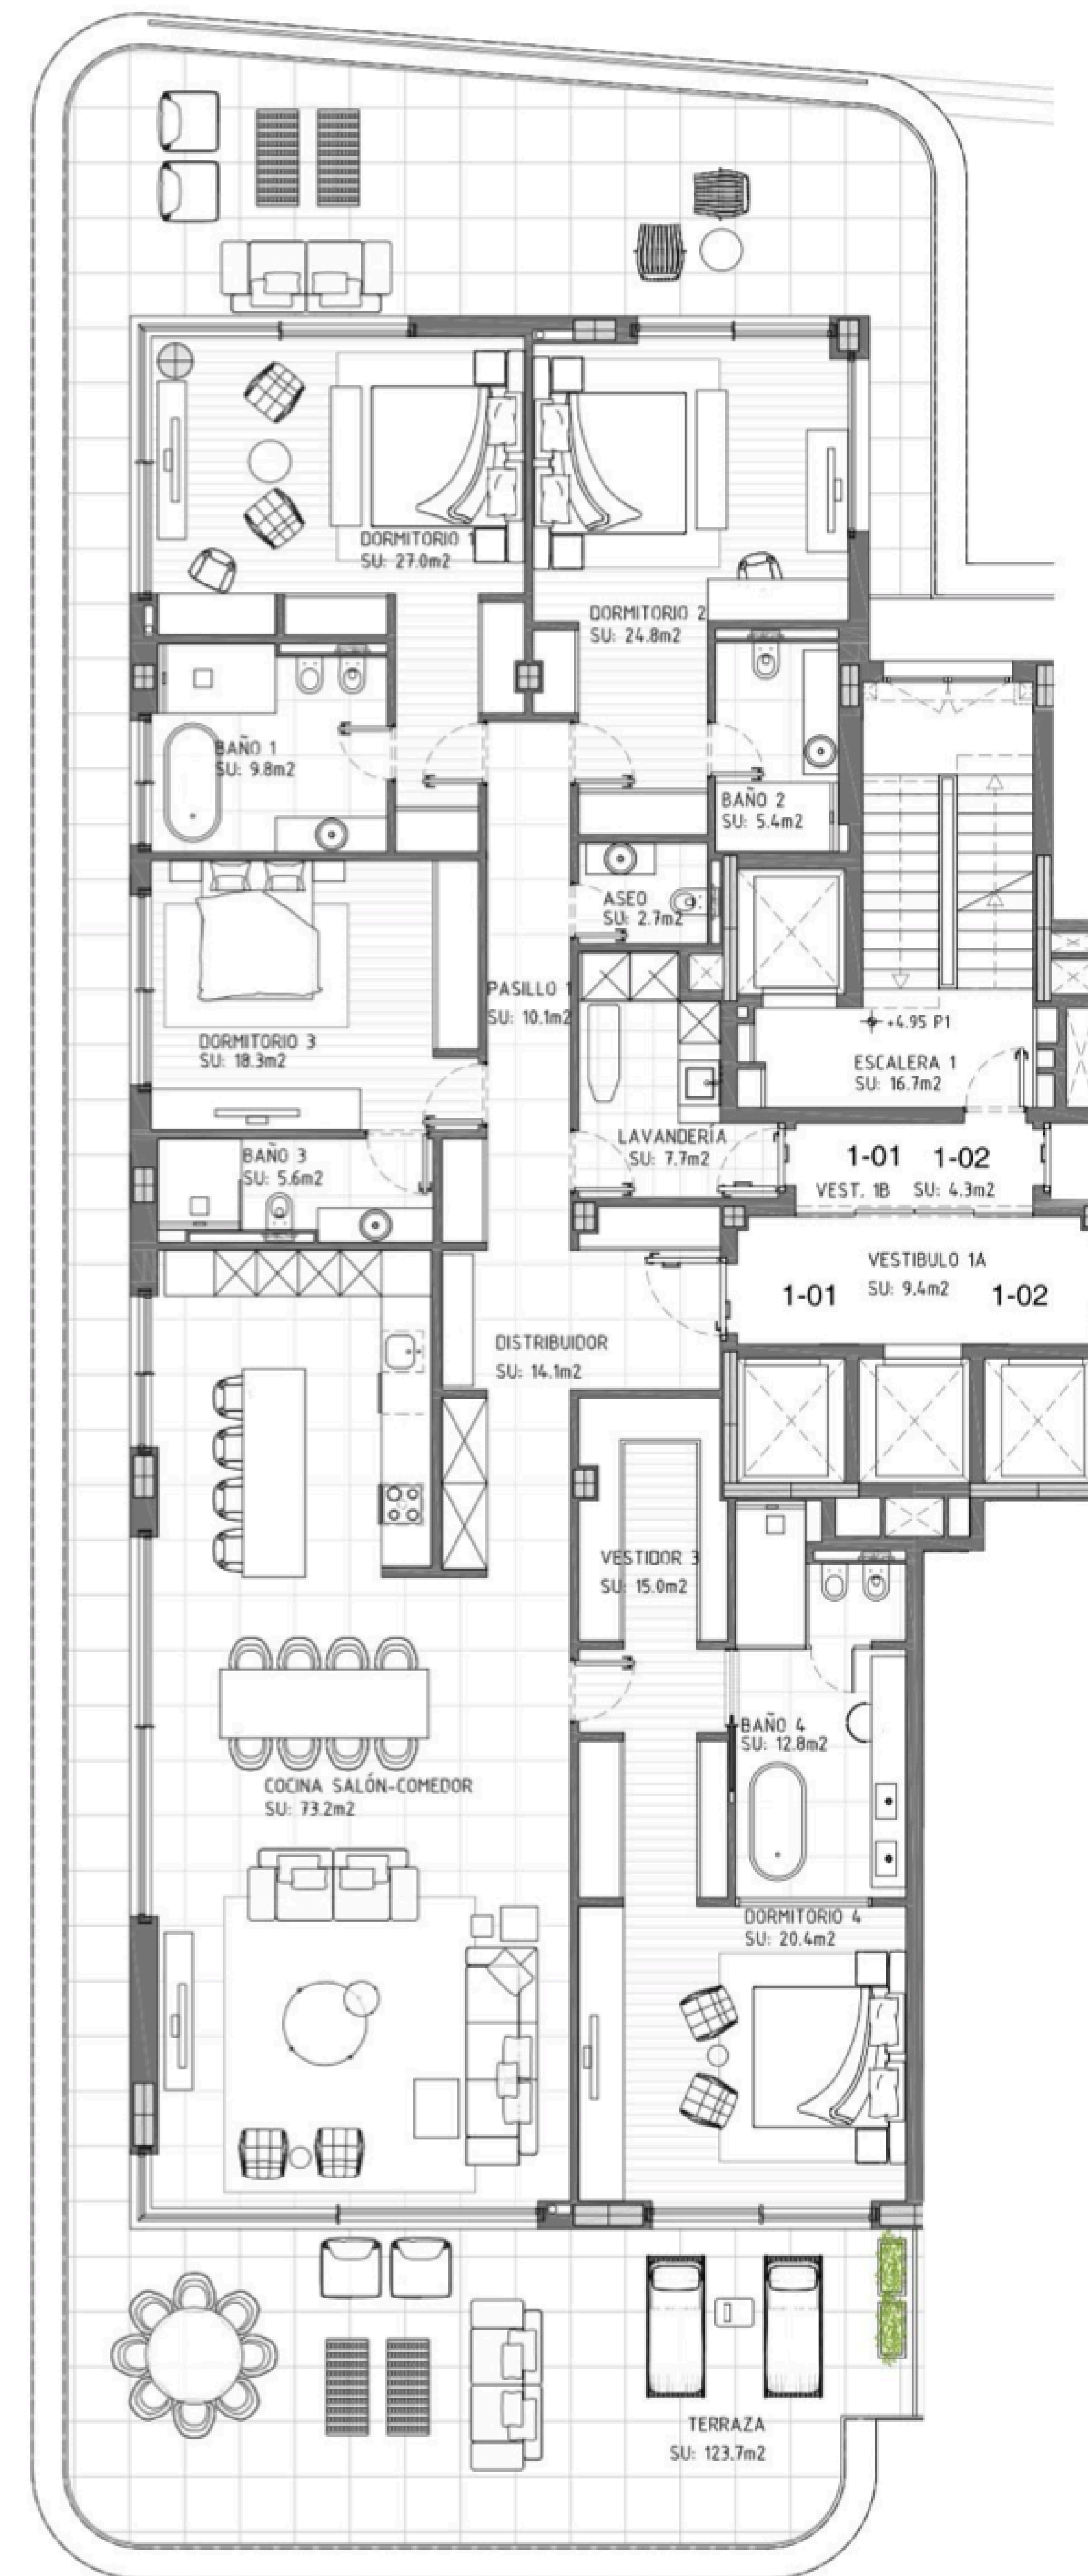 DORMITORIO 1
SU: 27.0m2
DORMITORIO 2
SU: 24.8m2
BAÑO 1
SU: 9.8m2
BAÑO 2
SU: 5.4m2
ASEO
SU: 2.7m2
PASILLO 1
SU: 10.1m2
DORMITORIO 3
SU: 18.3m2
+4.95 P1
ESCALERA 1
SU: 16.7m2
LAVANDERÍA
SU: 7.7m2
1-01 1-02
VEST. 1B SU: 4.3m2
BAÑO 3
SU: 5.6m2
VESTIBULO 1A
SU: 9.4m2
1-01 1-02
DISTRIBUIDOR
SU: 14.1m2
VESTIDOR 3
SU: 15.0m2
BAÑO 4
SU: 12.8m2
COCINA SALÓN-COMEDOR
SU: 73.2m2
DORMITORIO 4
SU: 20.4m2
TERRAZA
SU: 123.7m2